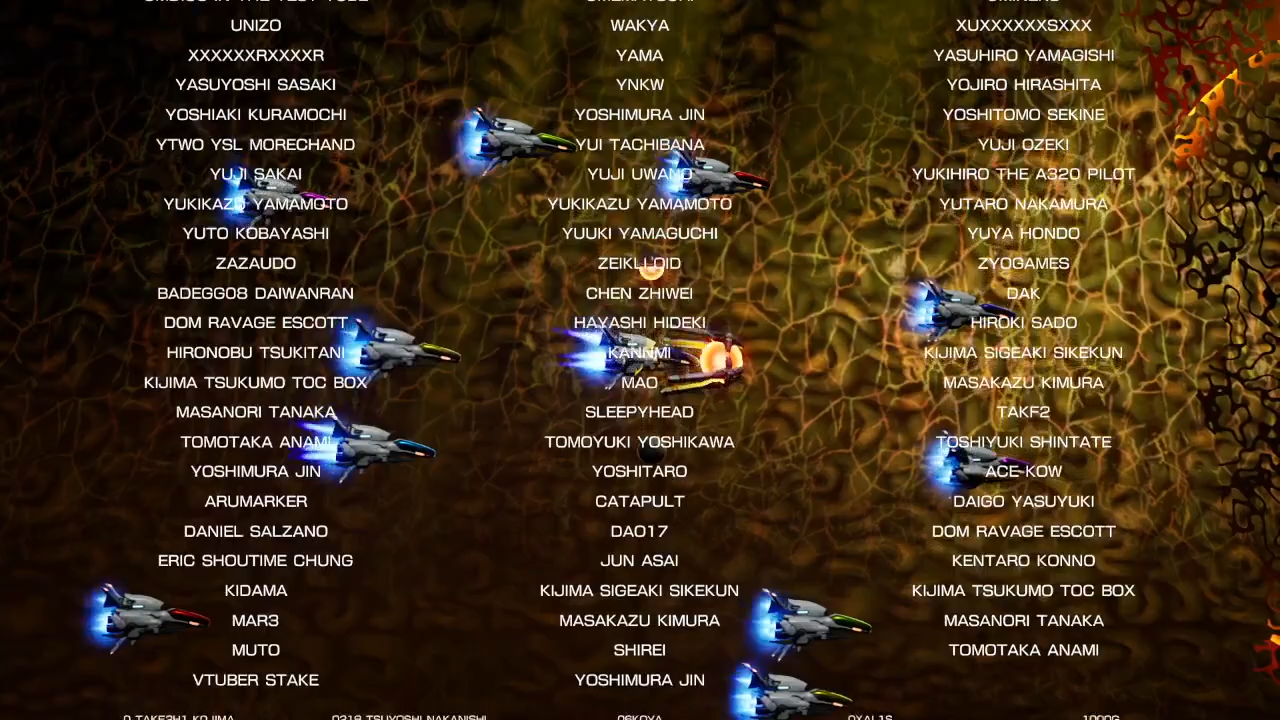 UNIZO WAKYA XUXXXXXXSXXX
XXXXXXRXXXXR YAMA YASUHIRO YAMAGISHI
YASUYOSHI SASAKI YNKW YOJIRO HIRASHITA
YOSHIAKI KURAMOCHI YOSHIMURA JIN YOSHITOMO SEKINE
YTWO YSL MORECHAND YUI TACHIBANA YUJI OZEKI
YUJI SAKAI YUJI UWANO YUKIHIRO THE A320 PILOT
YUKIKAZU YAMAMOTO YUKIKAZU YAMAMOTO YUTARO NAKAMURA
YUTO KOBAYASHI YUUKI YAMAGUCHI YUYA HONDO
ZAZAUDO ZEIKLLOID ZYOGAMES
BADEGG08 DAIWANRAN CHEN ZHIWEI DAK
DOM RAVAGE ESCOTT HAYASHI HIDEKI HIROKI SADO
HIRONOBU TSUKITANI KANNMI KIJIMA SIGEAKI SIKEKUN
KIJIMA TSUKUMO TOC BOX MAO MASAKAZU KIMURA
MASANORI TANAKA SLEEPYHEAD TAKF2
TOMOTAKA ANAMI TOMOYUKI YOSHIKAWA TOSHIYUKI SHINTATE
YOSHIMURA JIN YOSHITARO ACE-KOW
ARUMARKER CATAPULT DAIGO YASUYUKI
DANIEL SALZANO DAO17 DOM RAVAGE ESCOTT
ERIC SHOUTIME CHUNG JUN ASAI KENTARO KONNO
KIDAMA KIJIMA SIGEAKI SIKEKUN KIJIMA TSUKUMO TOC BOX
MAR3 MASAKAZU KIMURA MASANORI TANAKA
MUTO SHIREI TOMOTAKA ANAMI
VTUBER STAKE YOSHIMURA JIN